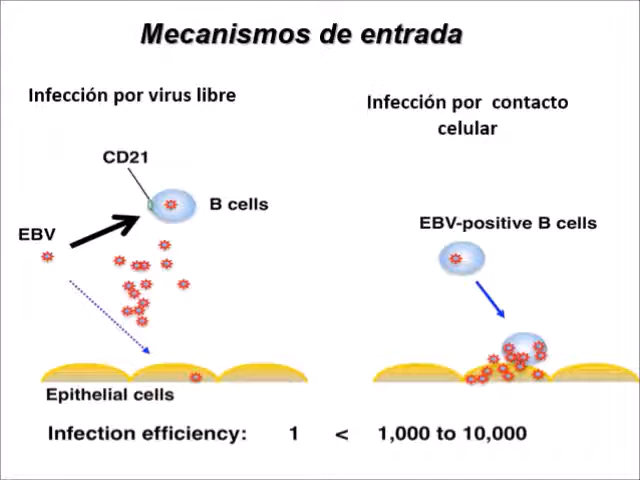 Mecanismos de entrada
Infección por virus libre
Infección por contacto
celular
CD21
B cells
EBV
EBV-positive B cells
Epithelial cells
Infection efficiency: 1 < 1,000 to 10,000